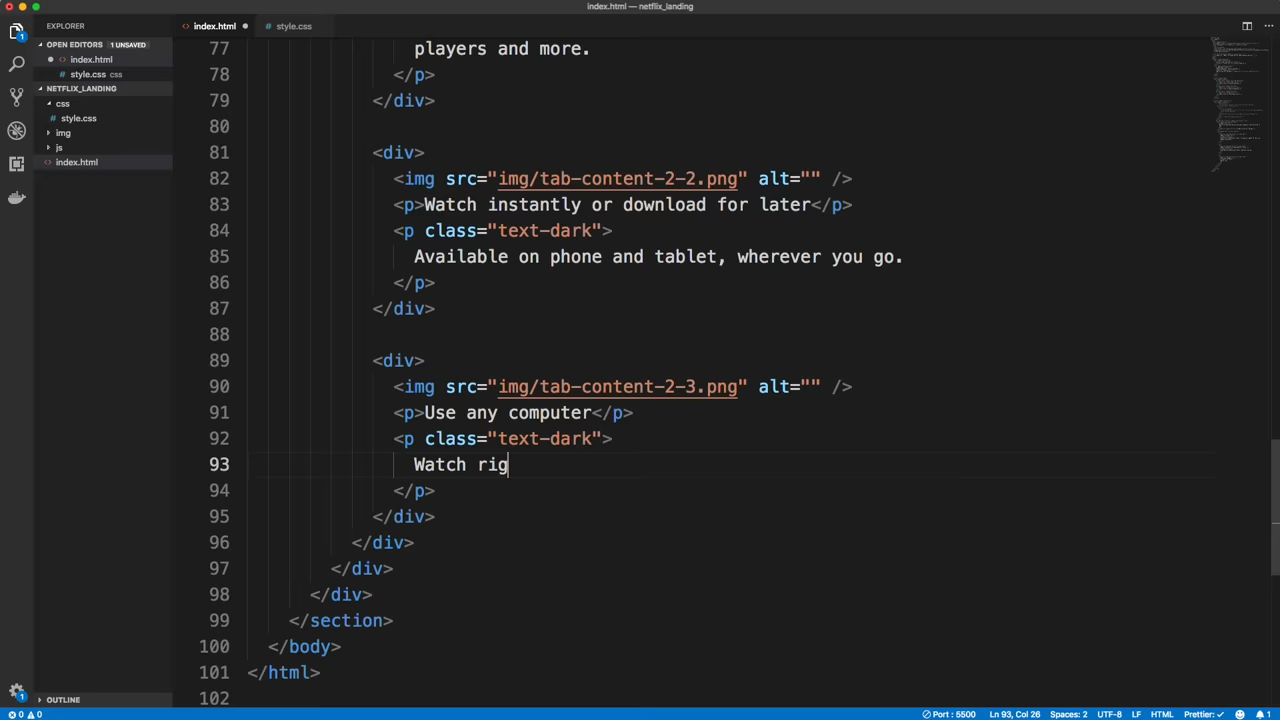 index.html — netflix_landing
EXPLORER
index.html
style.css
OPEN EDITORS 1 UNSAVED
index.html
style.css css
NETFLIX_LANDING
css
style.css
img
js
index.html
OUTLINE
77 players and more.
78 </p>
79 </div>
80
81 <div>
82 <img src="img/tab-content-2-2.png" alt="" />
83 <p>Watch instantly or download for later</p>
84 <p class="text-dark">
85 Available on phone and tablet, wherever you go.
86 </p>
87 </div>
88
89 <div>
90 <img src="img/tab-content-2-3.png" alt="" />
91 <p>Use any computer</p>
92 <p class="text-dark">
93 Watch rig
94 </p>
95 </div>
96 </div>
97 </div>
98 </div>
99 </section>
100 </body>
101 </html>
102
1
1
0 0 Port : 5500 Ln 93, Col 26 Spaces: 2 UTF-8 LF HTML Prettier: ✓ 1